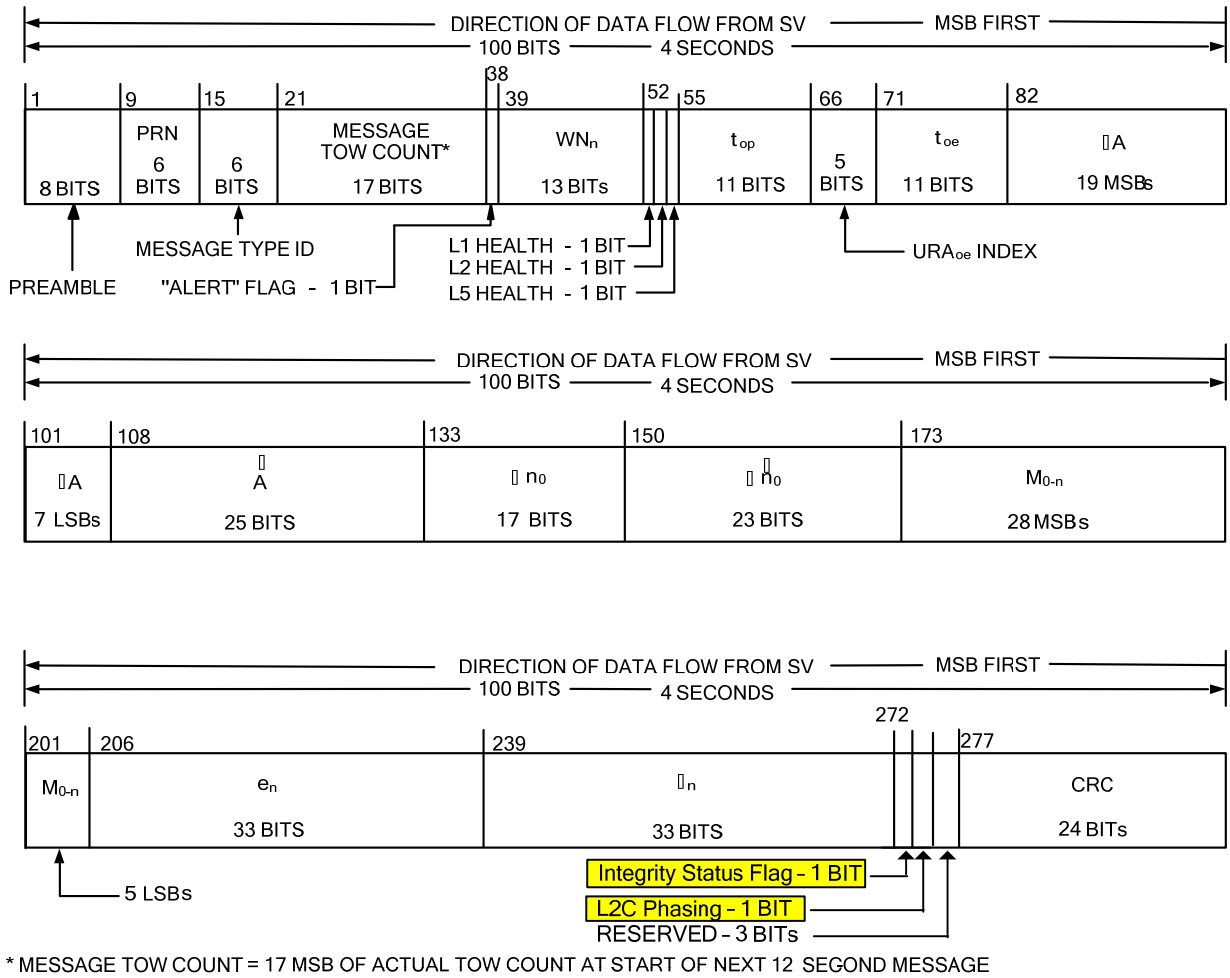 DIRECTION OF DATA FLOW FROM SV MSB FIRST
100 BITS 4 SECONDS
1 9 15 21 38 39 52 55 66 71 82
PRN
6
BITS
6
BITS
MESSAGE
TOW COUNT*
17 BITS
WNn
13 BITs
top
11 BITS
5
BITS
toe
11 BITS
▯A
19 MSBs
8 BITS
MESSAGE TYPE ID
PREAMBLE
"ALERT" FLAG - 1 BIT
L1 HEALTH - 1 BIT
L2 HEALTH - 1 BIT
L5 HEALTH - 1 BIT
URAoe INDEX
DIRECTION OF DATA FLOW FROM SV MSB FIRST
100 BITS 4 SECONDS
101 108 133 150 173
▯A
7 LSBs
▯
A
25 BITS
▯ n0
17 BITS
▯
▯ n0
23 BITS
M0-n
28 MSBs
DIRECTION OF DATA FLOW FROM SV MSB FIRST
100 BITS 4 SECONDS
201 206 239 272 277
M0-n
en
33 BITS
▯n
33 BITS
CRC
24 BITs
5 LSBs
Integrity Status Flag - 1 BIT
L2C Phasing - 1 BIT
RESERVED - 3 BITs
* MESSAGE TOW COUNT = 17 MSB OF ACTUAL TOW COUNT AT START OF NEXT 12 SEGOND MESSAGE